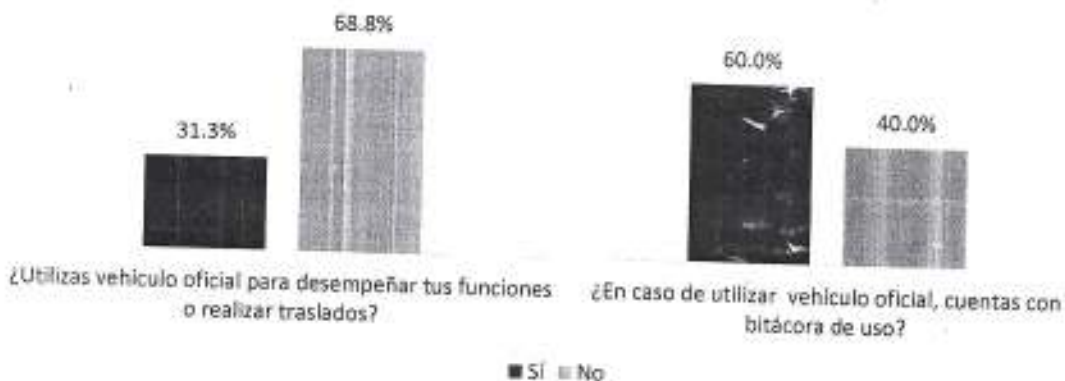 68.8%
31.3%
60.0%
40.0%
¿Utilizas vehículo oficial para desempeñar tus funciones
o realizar traslados?
¿En caso de utilizar vehículo oficial, cuentas con
bitácora de uso?
Sí No